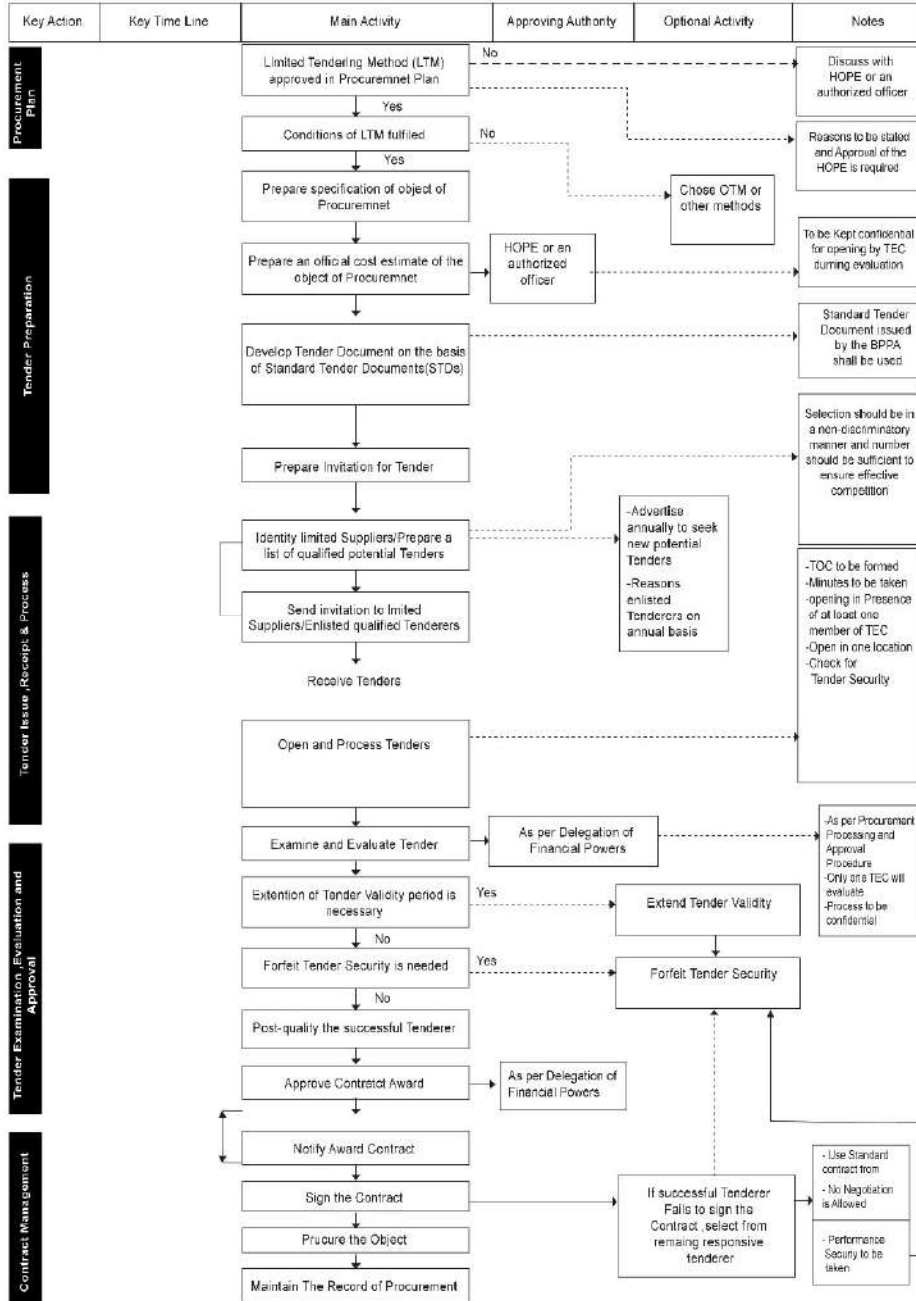 Key Action
Key Time Line
Main Activity
Approving Authonty
Optional Activity
Notes
Procurement
Plan
Limited Tendering Method (LTM)
approved in Procuremnet Plan
No
Discuss with
HOPE or an
authorized officer
Yes
Conditions of LTM fulfiled
No
Reasons to be stated
and Approval of the
HOPE is required
Yes
Tender Preparation
Prepare specification of object of
Procuremnet
Chose OTM or
other methods
Prepare an official cost estimate of the
object of Procuremnet
HOPE or an
authorized
officer
To be Kept confidential
for opening by TEC
durning evaluation
Develop Tender Document on the basis
of Standard Tender Documents(STDs)
Standard Tender
Document issued
by the BPPA
shall be used
Prepare Invitation for Tender
Selection should be in
a non-discriminatory
manner and number
should be sufficient to
ensure effective
competition
Tender Issue ,Receipt & Process
Identity limited Suppliers/Prepare a
list of qualified potential Tenders
-Advertise
annually to seek
new potential
Tenders
-Reasons
enlisted
Tenderers on
annual basis
Send invitation to Imited
Suppliers/Enlisted qualified Tenderers
-TOC to be formed
-Minutes to be taken
-opening in Presence
of at least one
member of TEC
-Open in one location
-Check for
Tender Security
Receive Tenders
Open and Process Tenders
Examine and Evaluate Tender
As per Delegation of
Financial Powers
-As per Procurement
Processing and
Approval
Procedure
-Only one TEC will
evaluate
-Process to be
confidential
Tender Examination ,Evaluation and
Approval
Extention of Tender Validity period is
necessary
Yes
Extend Tender Validity
No
Forfeit Tender Security is needed
Yes
Forfeit Tender Security
No
Post-quality the successful Tenderer
Approve Contratct Award
As per Delegation of
Financial Powers
Contract Management
Notify Award Contract
Sign the Contract
If successful Tenderer
Fails to sign the
Contract ,select from
remaing responsive
tenderer
- Use Standard
contract from
- No Negotiation
is Allowed
Prucure the Object
- Performance
Secuny to be
taken
Maintain The Record of Procurement